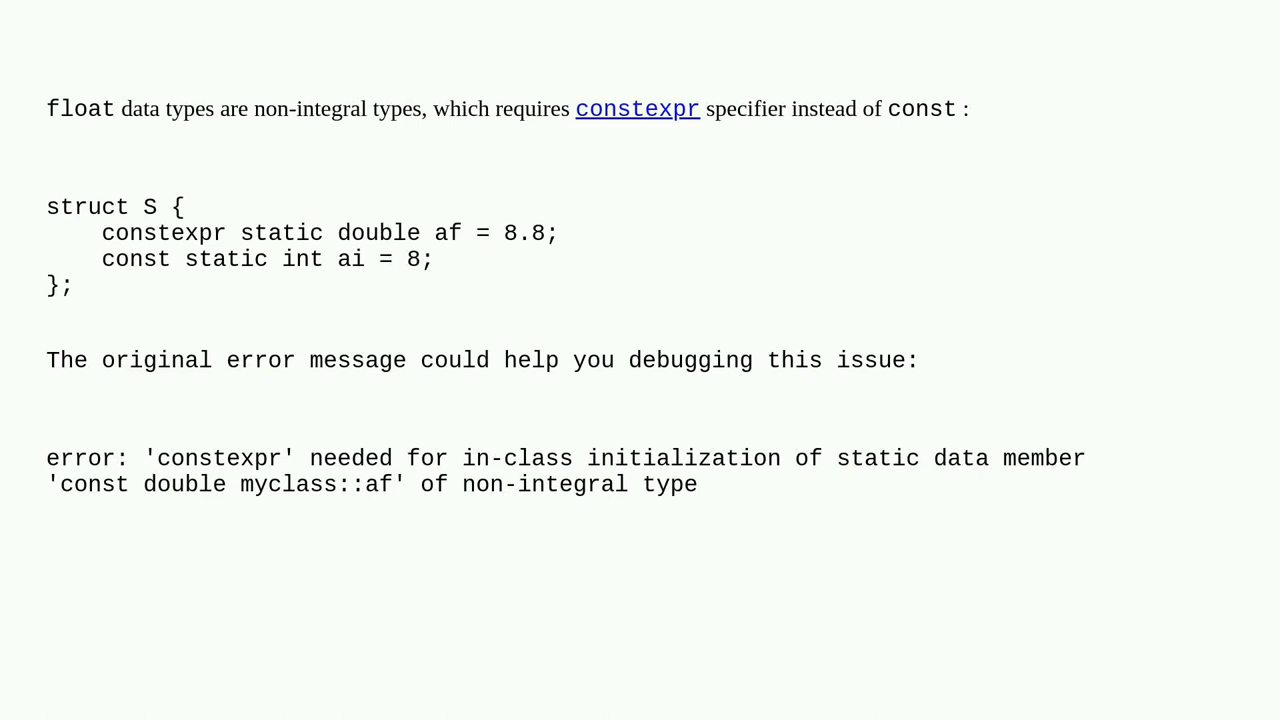 float data types are non-integral types, which requires constexpr specifier instead of const :
struct S {
    constexpr static double af = 8.8;
    const static int ai = 8;
};
The original error message could help you debugging this issue:
error: 'constexpr' needed for in-class initialization of static data member
'const double myclass::af' of non-integral type